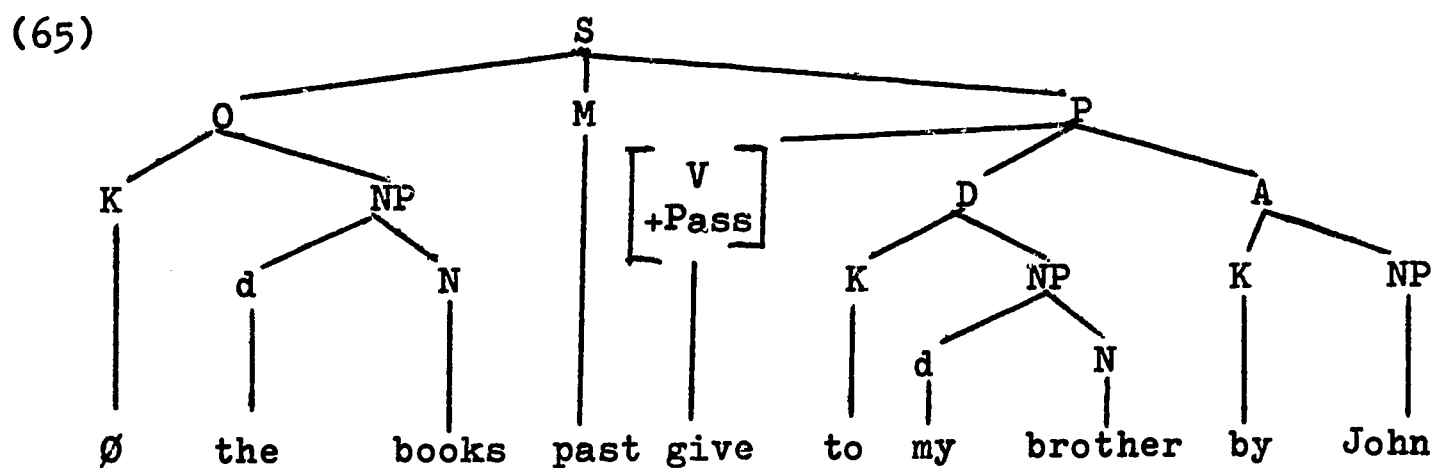 (65)
S
O M P
V
+Pass
K NP D A
d N K NP K NP
d N
Ø the books past give to my brother by John